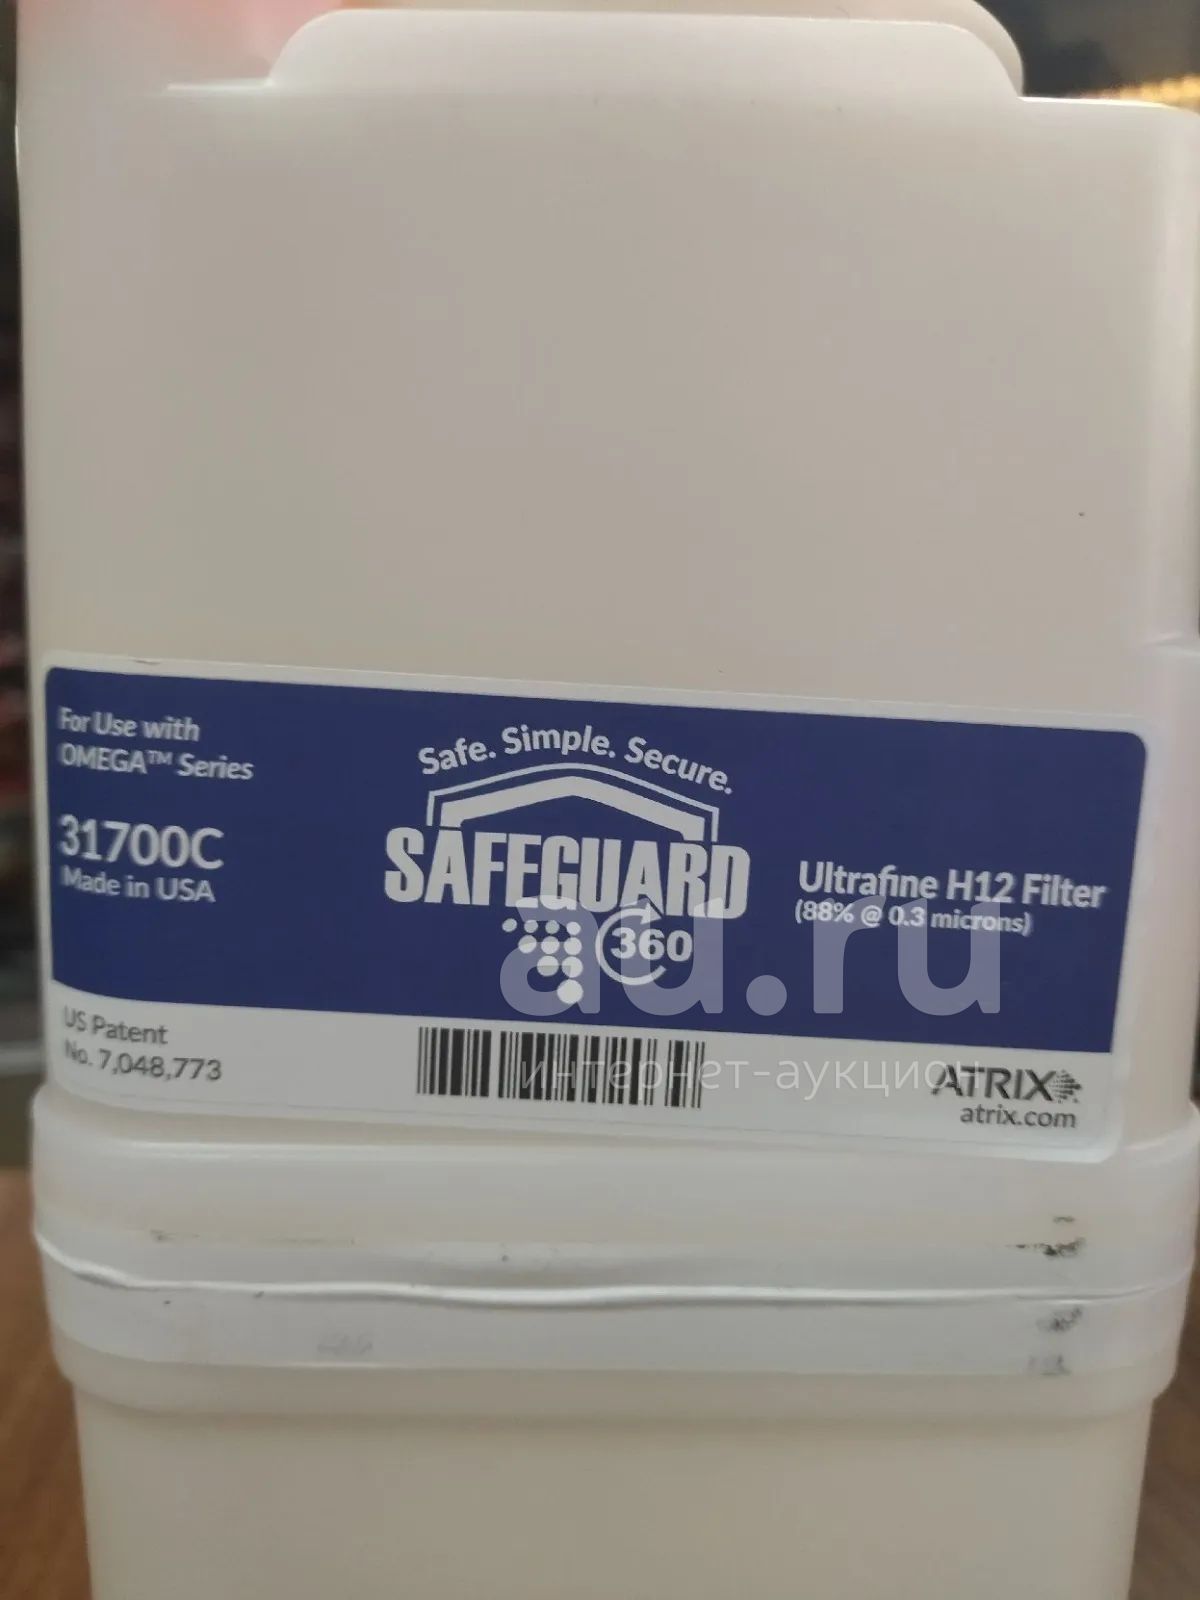 For Use with
OMEGA™ Series
31700C
Made in USA
Safe. Simple. Secure.
SAFEGUARD
360
Ultrafine H12 Filter
(88% @ 0.3 microns)
US Patent
No. 7,048,773
ATRIX
atrix.com
au.ru
интернет-аукцион